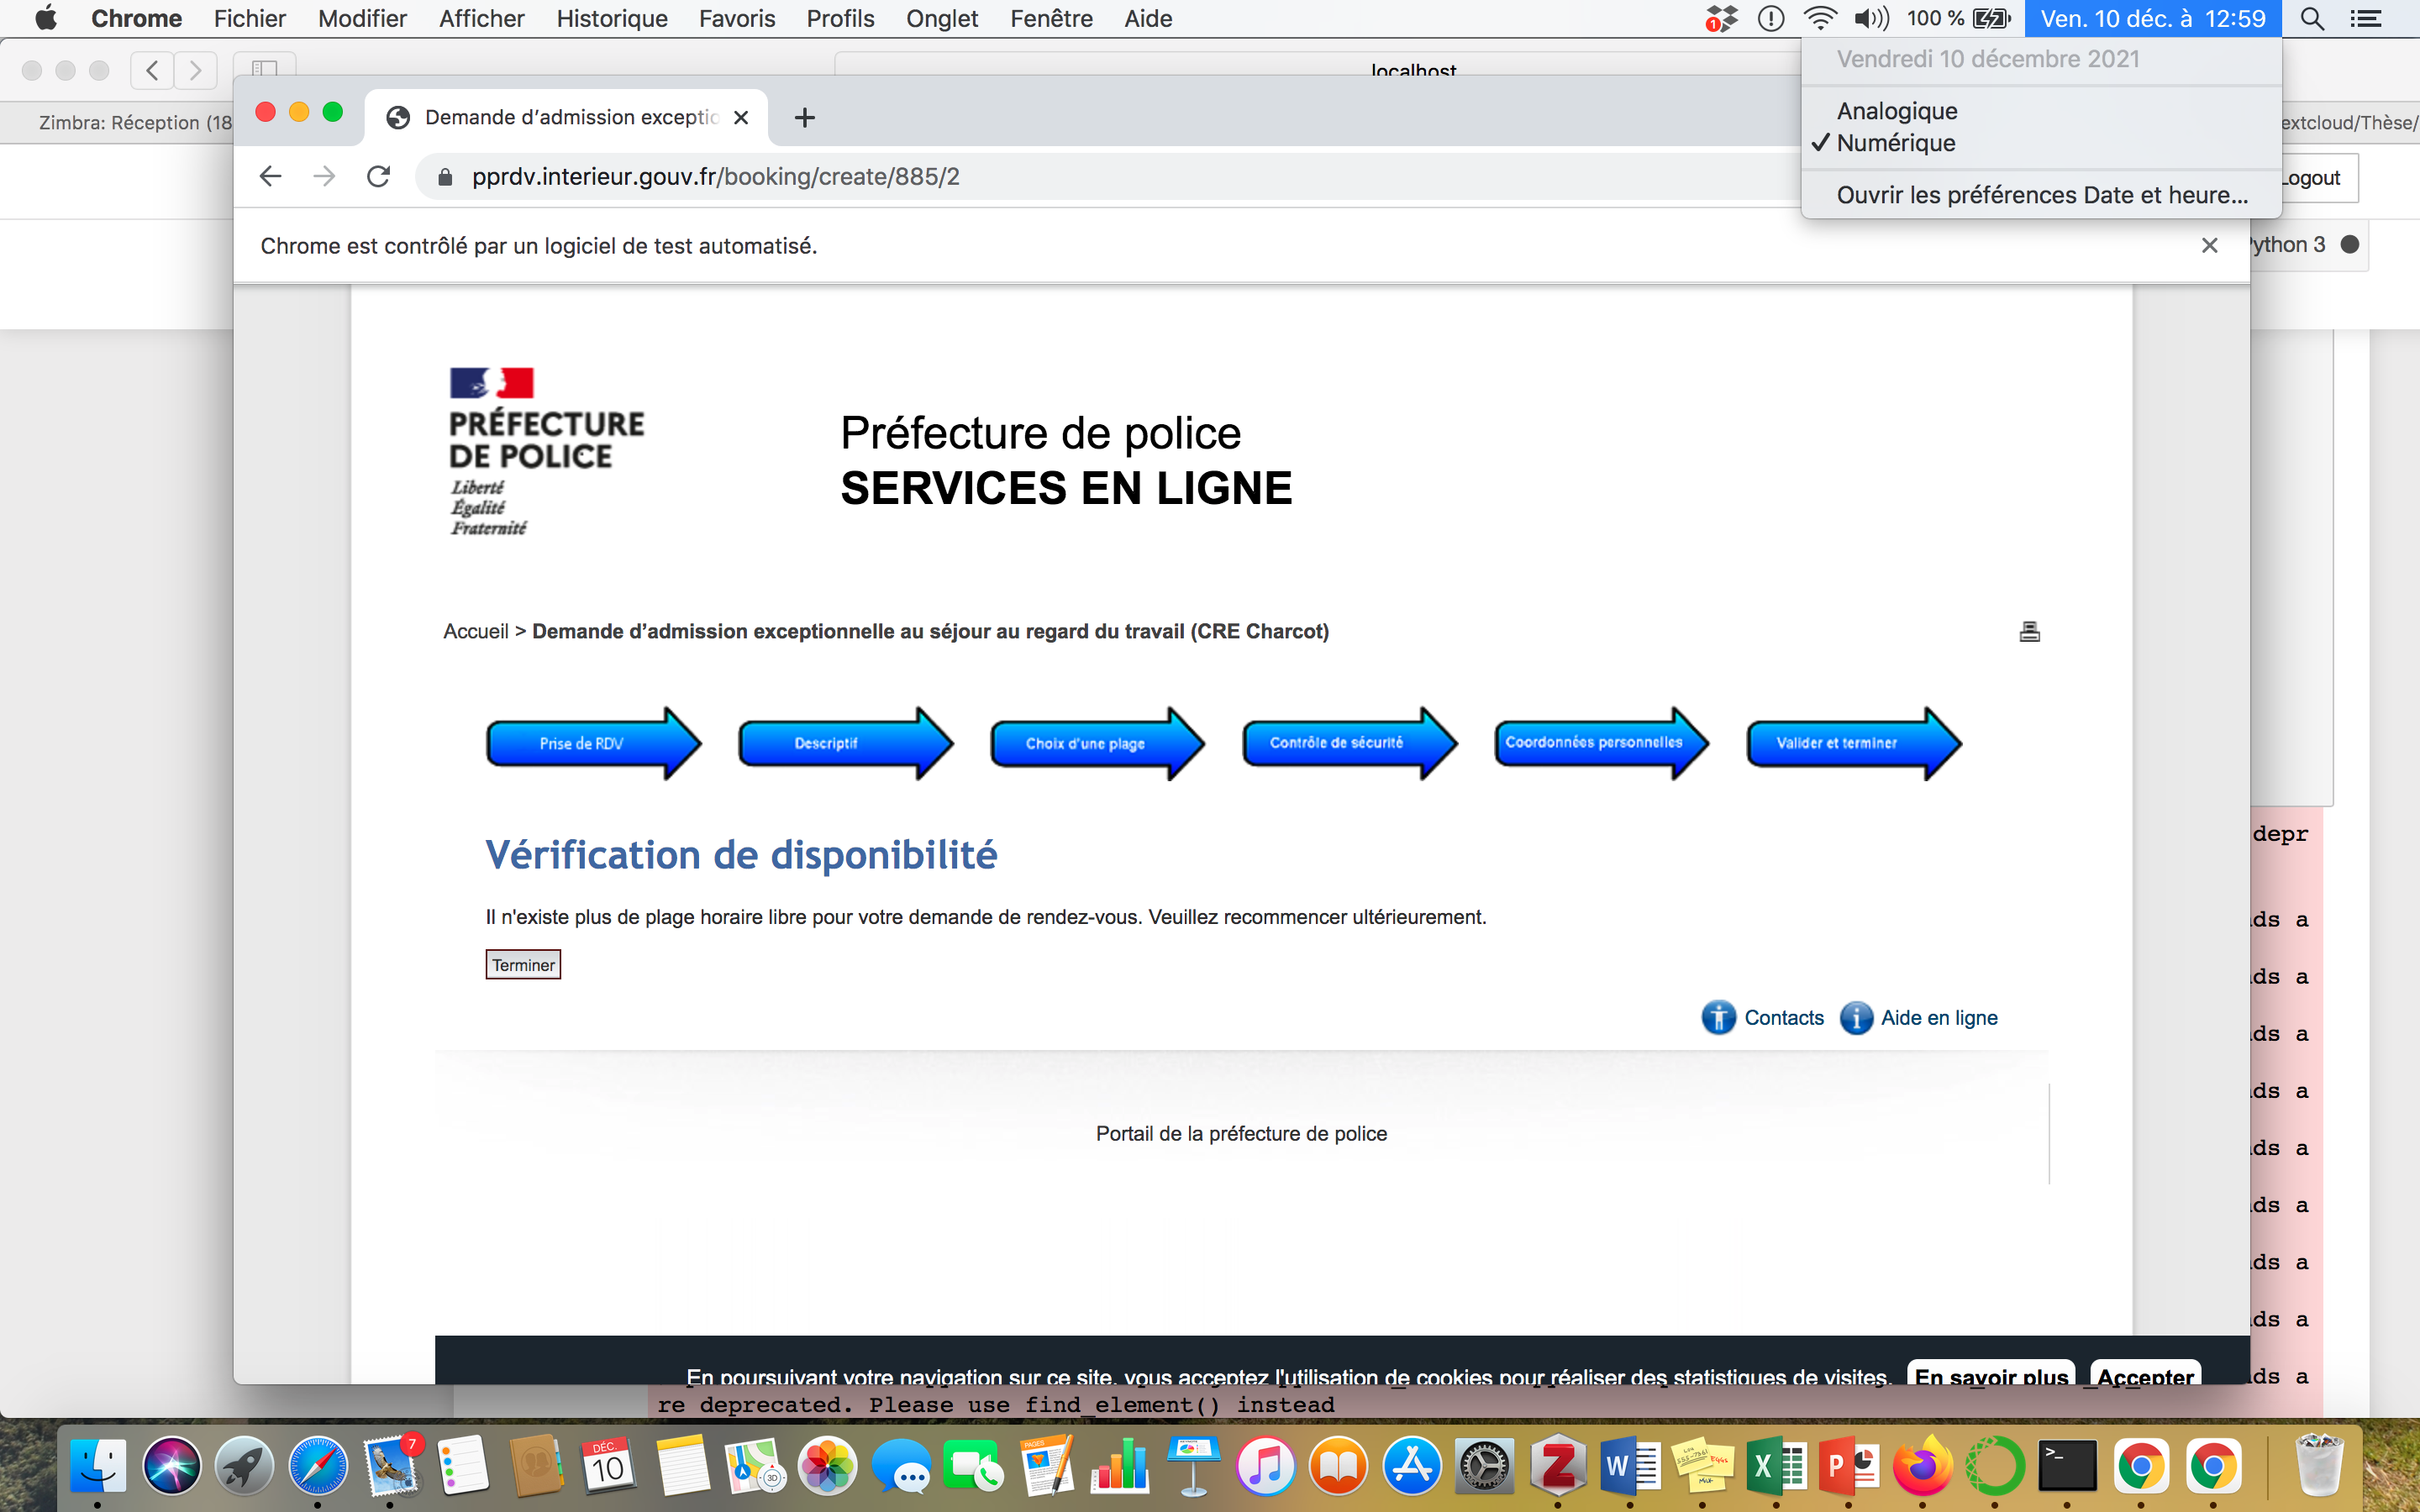 Chrome Fichier Modifier Afficher Historique Favoris Profils Onglet Fenêtre Aide 1 100 % Ven. 10 déc. à 12:59
Vendredi 10 décembre 2021
Analogique
✓ Numérique
Ouvrir les préférences Date et heure...
localhost
Zimbra: Réception (18
extcloud/Thèse/
Demande d’admission exceptio
pprdv.interieur.gouv.fr/booking/create/885/2
Logout
Chrome est contrôlé par un logiciel de test automatisé.
ython 3
PRÉFECTURE
DE POLICE
Liberté
Égalité
Fraternité
Préfecture de police
SERVICES EN LIGNE
Accueil > Demande d’admission exceptionnelle au séjour au regard du travail (CRE Charcot)
Prise de RDV Descriptif Choix d'une plage Contrôle de sécurité Coordonnées personnelles Valider et terminer
Vérification de disponibilité
Il n'existe plus de plage horaire libre pour votre demande de rendez-vous. Veuillez recommencer ultérieurement.
Terminer
Contacts Aide en ligne
Portail de la préfecture de police
En poursuivant votre navigation sur ce site, vous acceptez l'utilisation de cookies pour réaliser des statistiques de visites. En savoir plus Accepter
depr
ds a
ds a
ds a
ds a
ds a
ds a
ds a
ds a
ds a
re deprecated. Please use find_element() instead
7
DÉC.
10
PAGES
3D
Z
W
X
P
>_